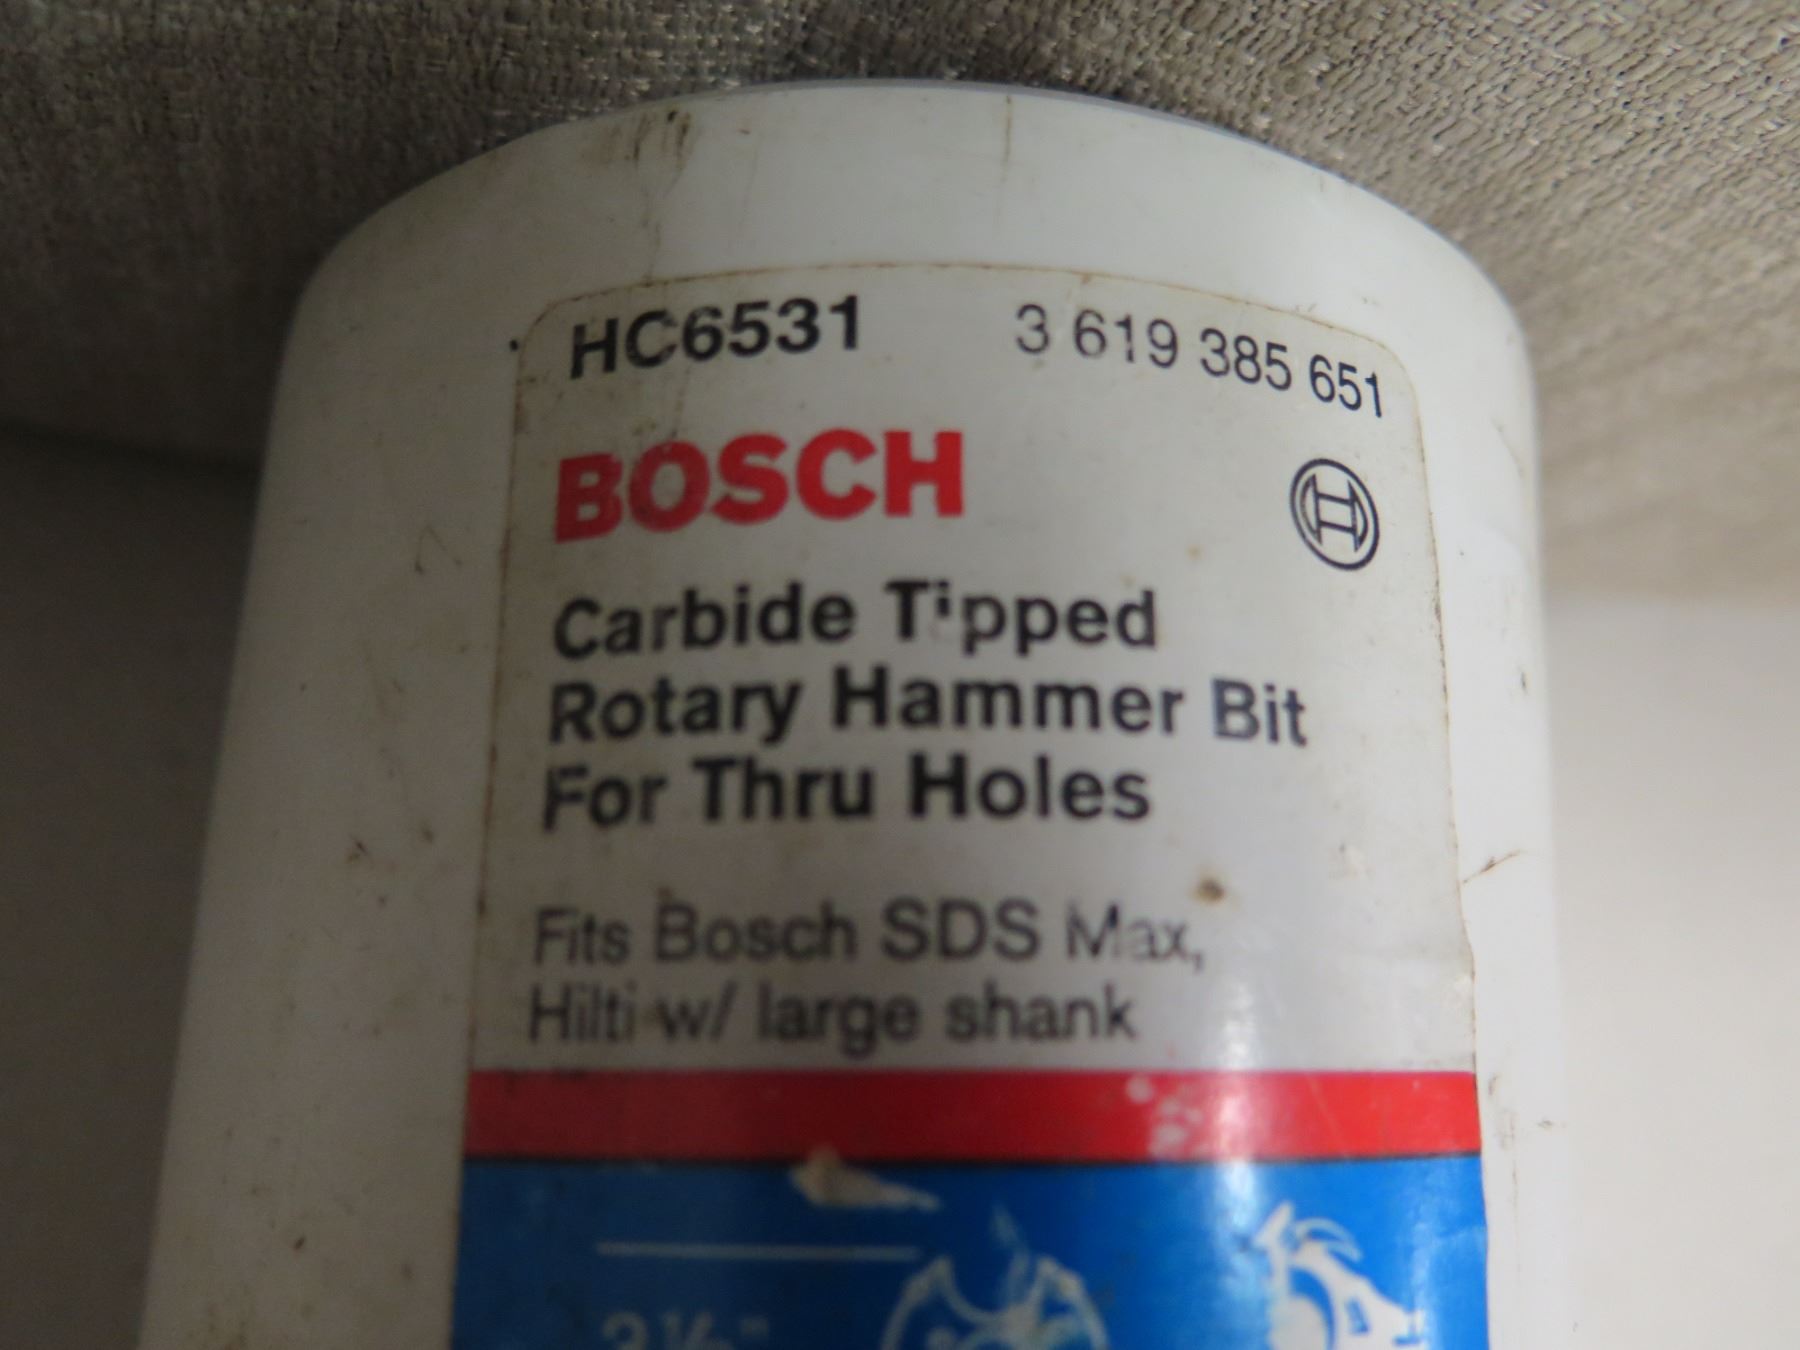 HC6531 3 619 385 651
BOSCH
Carbide Tipped
Rotary Hammer Bit
For Thru Holes
Fits Bosch SDS Max,
Hilti w/ large shank